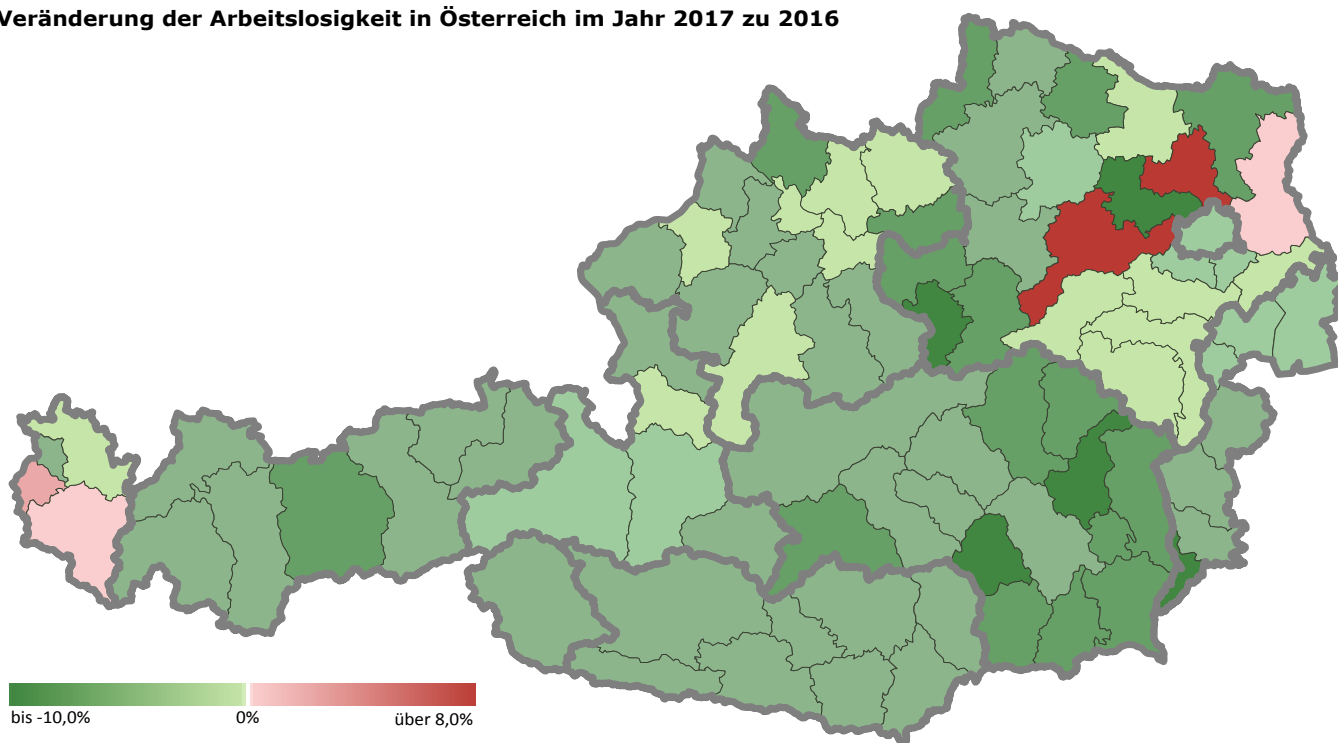 Veränderung der Arbeitslosigkeit in Österreich im Jahr 2017 zu 2016
bis -10,0% 0% über 8,0%